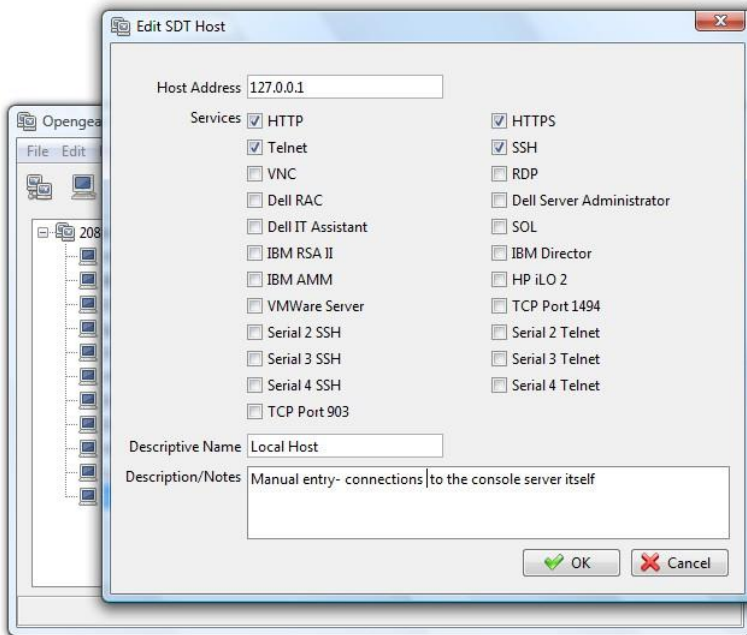 Edit SDT Host
Host Address 127.0.0.1
Services HTTP HTTPS
Telnet SSH
VNC RDP
Dell RAC Dell Server Administrator
Dell IT Assistant SOL
IBM RSA II IBM Director
IBM AMM HP iLO 2
VMWare Server TCP Port 1494
Serial 2 SSH Serial 2 Telnet
Serial 3 SSH Serial 3 Telnet
Serial 4 SSH Serial 4 Telnet
TCP Port 903
Descriptive Name Local Host
Description/Notes Manual entry- connections to the console server itself
OK Cancel
Opengea
File Edit
208